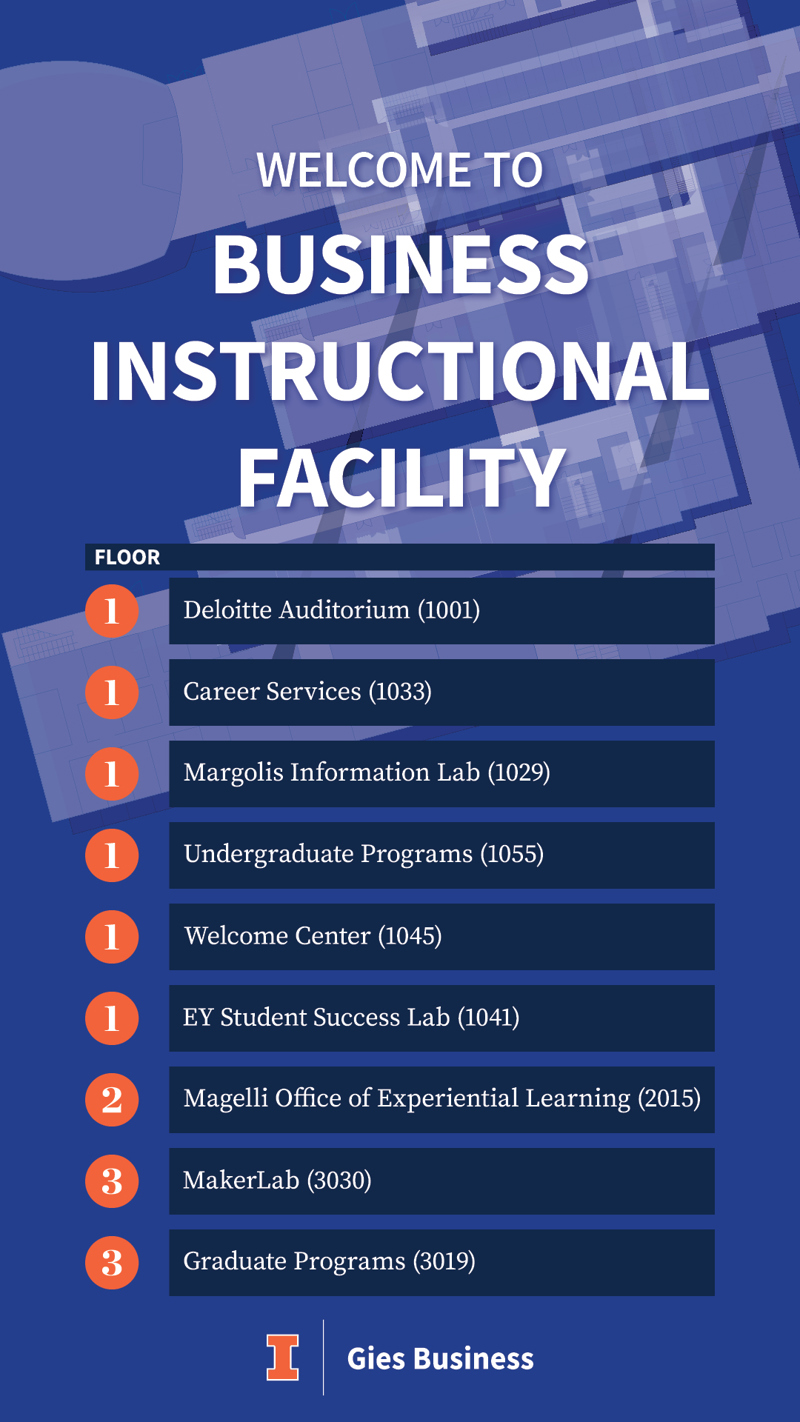 WELCOME TO
BUSINESS
INSTRUCTIONAL
FACILITY
FLOOR
1 Deloitte Auditorium (1001)
1 Career Services (1033)
1 Margolis Information Lab (1029)
1 Undergraduate Programs (1055)
1 Welcome Center (1045)
1 EY Student Success Lab (1041)
2 Magelli Office of Experiential Learning (2015)
3 MakerLab (3030)
3 Graduate Programs (3019)
I Gies Business